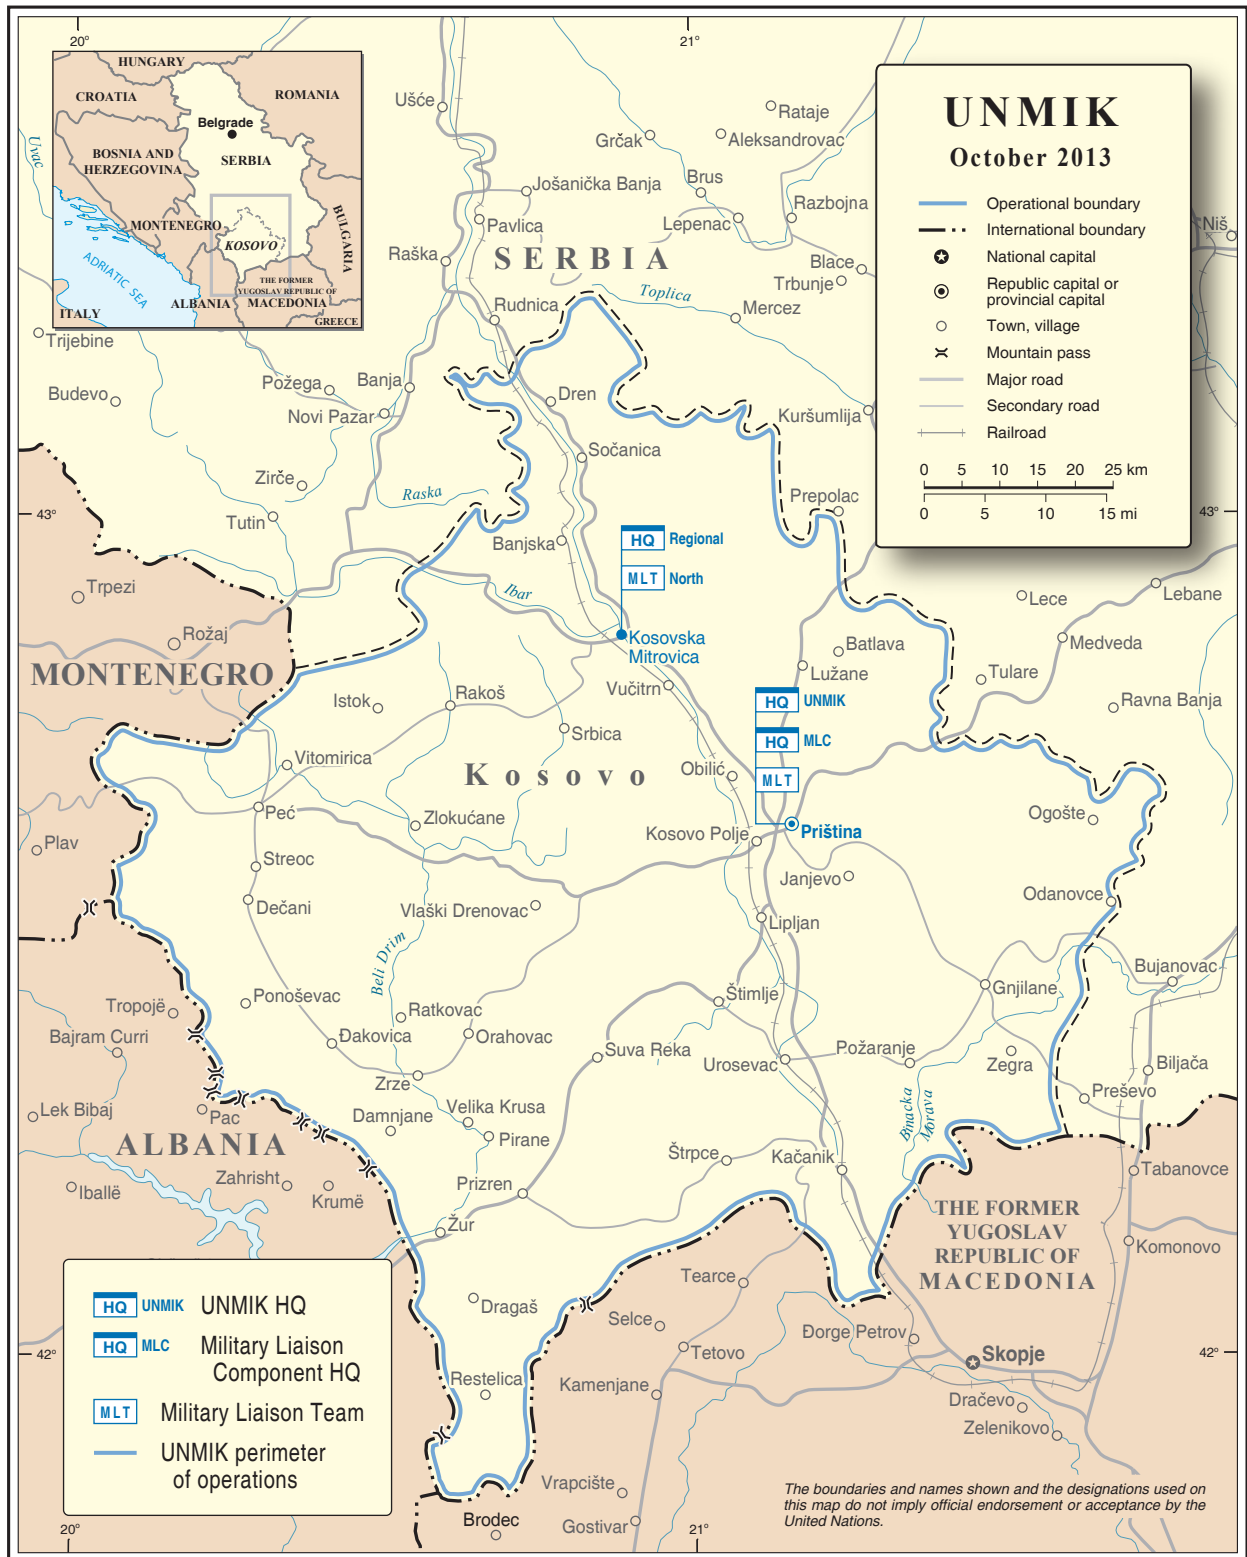 20°
21°
HUNGARY
CROATIA
ROMANIA
Belgrade
BOSNIA AND
HERZEGOVINA
SERBIA
MONTENEGRO
BULGARIA
KOSOVO
ADRIATIC SEA
THE FORMER
YUGOSLAV REPUBLIC OF
MACEDONIA
ALBANIA
ITALY
GREECE
UNMIK
October 2013
Operational boundary
International boundary
National capital
Republic capital or
provincial capital
Town, village
Mountain pass
Major road
Secondary road
Railroad
0 5 10 15 20 25 km
0 5 10 15 mi
Uvac
Ušće
Rataje
Grčak
Aleksandrovac
Jošanička Banja
Brus
Razbojna
Pavlica
Lepenac
Niš
Raška
SERBIA
Blace
Trbunje
Toplica
Rudnica
Mercez
Trijebine
Požega
Banja
Budevo
Dren
Novi Pazar
Kuršumlija
Sočanica
Zirče
Raska
Prepolac
43°
43°
Tutin
Banjska
HQ Regional
MLT North
Trpezi
Ibar
Lece
Lebane
Rožaj
Kosovska
Mitrovica
Batlava
Medveda
MONTENEGRO
Lužane
Tulare
Vučitrn
Istok
Rakoš
HQ UNMIK
Ravna Banja
Srbica
HQ MLC
Vitomirica
Kosovo
Obilić
MLT
Peć
Zlokućane
Ogošte
Kosovo Polje
Priština
Plav
Streoc
Janjevo
Dečani
Vlaški Drenovac
Odanovce
Lipljan
Beli Drim
Bujanovac
Ponoševac
Štimlje
Gnjilane
Tropojë
Ratkovac
Bajram Curri
Đakovica
Orahovac
Suva Reka
Urosevac
Požaranje
Zegra
Biljača
Zrze
Lek Bibaj
Pac
Damnjane
Velika Krusa
Binacka
Morava
Preševo
ALBANIA
Pirane
Štrpce
Kačanik
Tabanovce
Iballë
Zahrisht
Krumë
Prizren
Žur
THE FORMER
YUGOSLAV
REPUBLIC OF
MACEDONIA
Komonovo
Tearce
Dragaš
Selce
Đorge Petrov
42°
42°
Tetovo
Skopje
Restelica
Kamenjane
Dračevo
Zelenikovo
HQ UNMIK UNMIK HQ
HQ MLC Military Liaison
Component HQ
MLT Military Liaison Team
UNMIK perimeter
of operations
Vrapcište
Brodec
Gostivar
The boundaries and names shown and the designations used on
this map do not imply official endorsement or acceptance by the
United Nations.
20°
21°